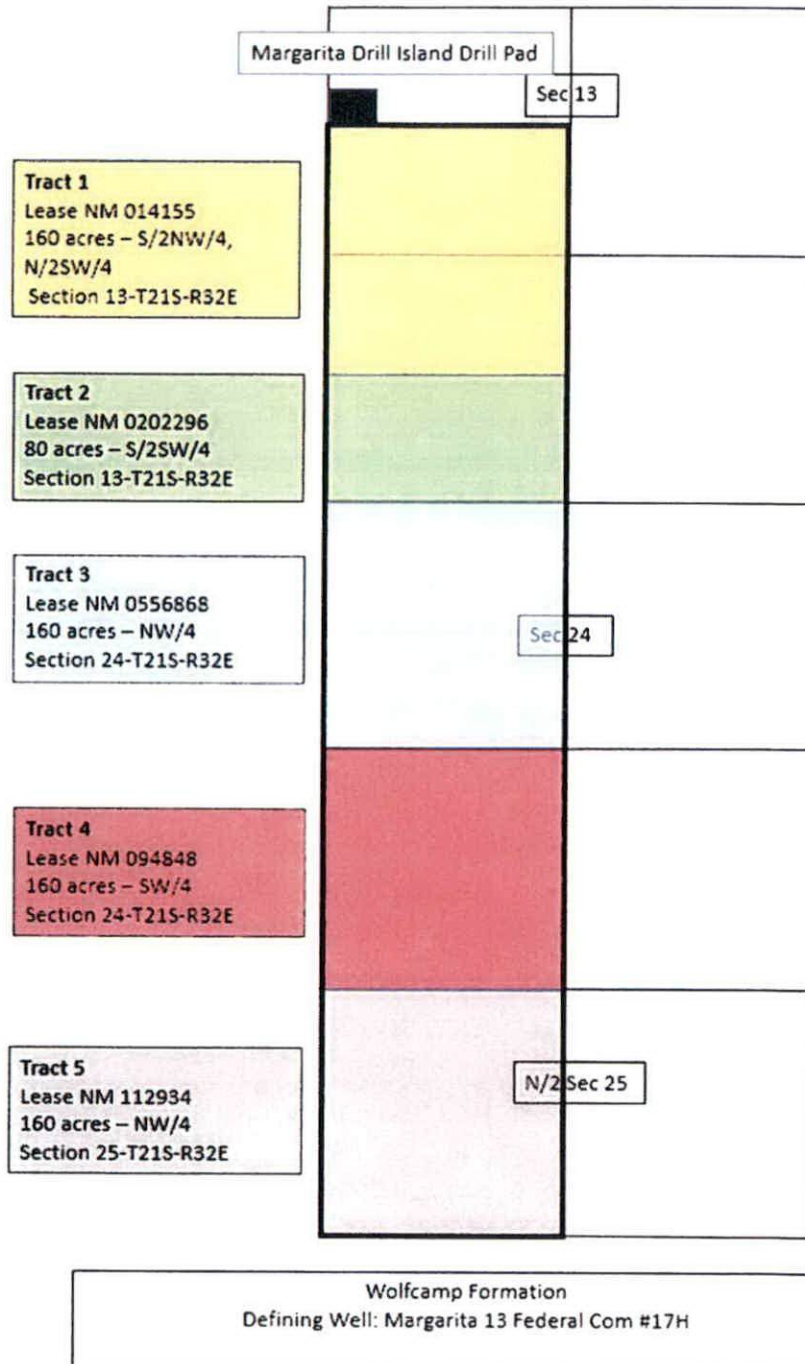 Margarita Drill Island Drill Pad
Sec 13
Tract 1
Lease NM 014155
160 acres – S/2NW/4,
N/2SW/4
Section 13-T21S-R32E
Tract 2
Lease NM 0202296
80 acres – S/2SW/4
Section 13-T21S-R32E
Tract 3
Lease NM 0556868
160 acres – NW/4
Section 24-T21S-R32E
Sec 24
Tract 4
Lease NM 094848
160 acres – SW/4
Section 24-T21S-R32E
Tract 5
Lease NM 112934
160 acres – NW/4
Section 25-T21S-R32E
N/2 Sec 25
Wolfcamp Formation
Defining Well: Margarita 13 Federal Com #17H